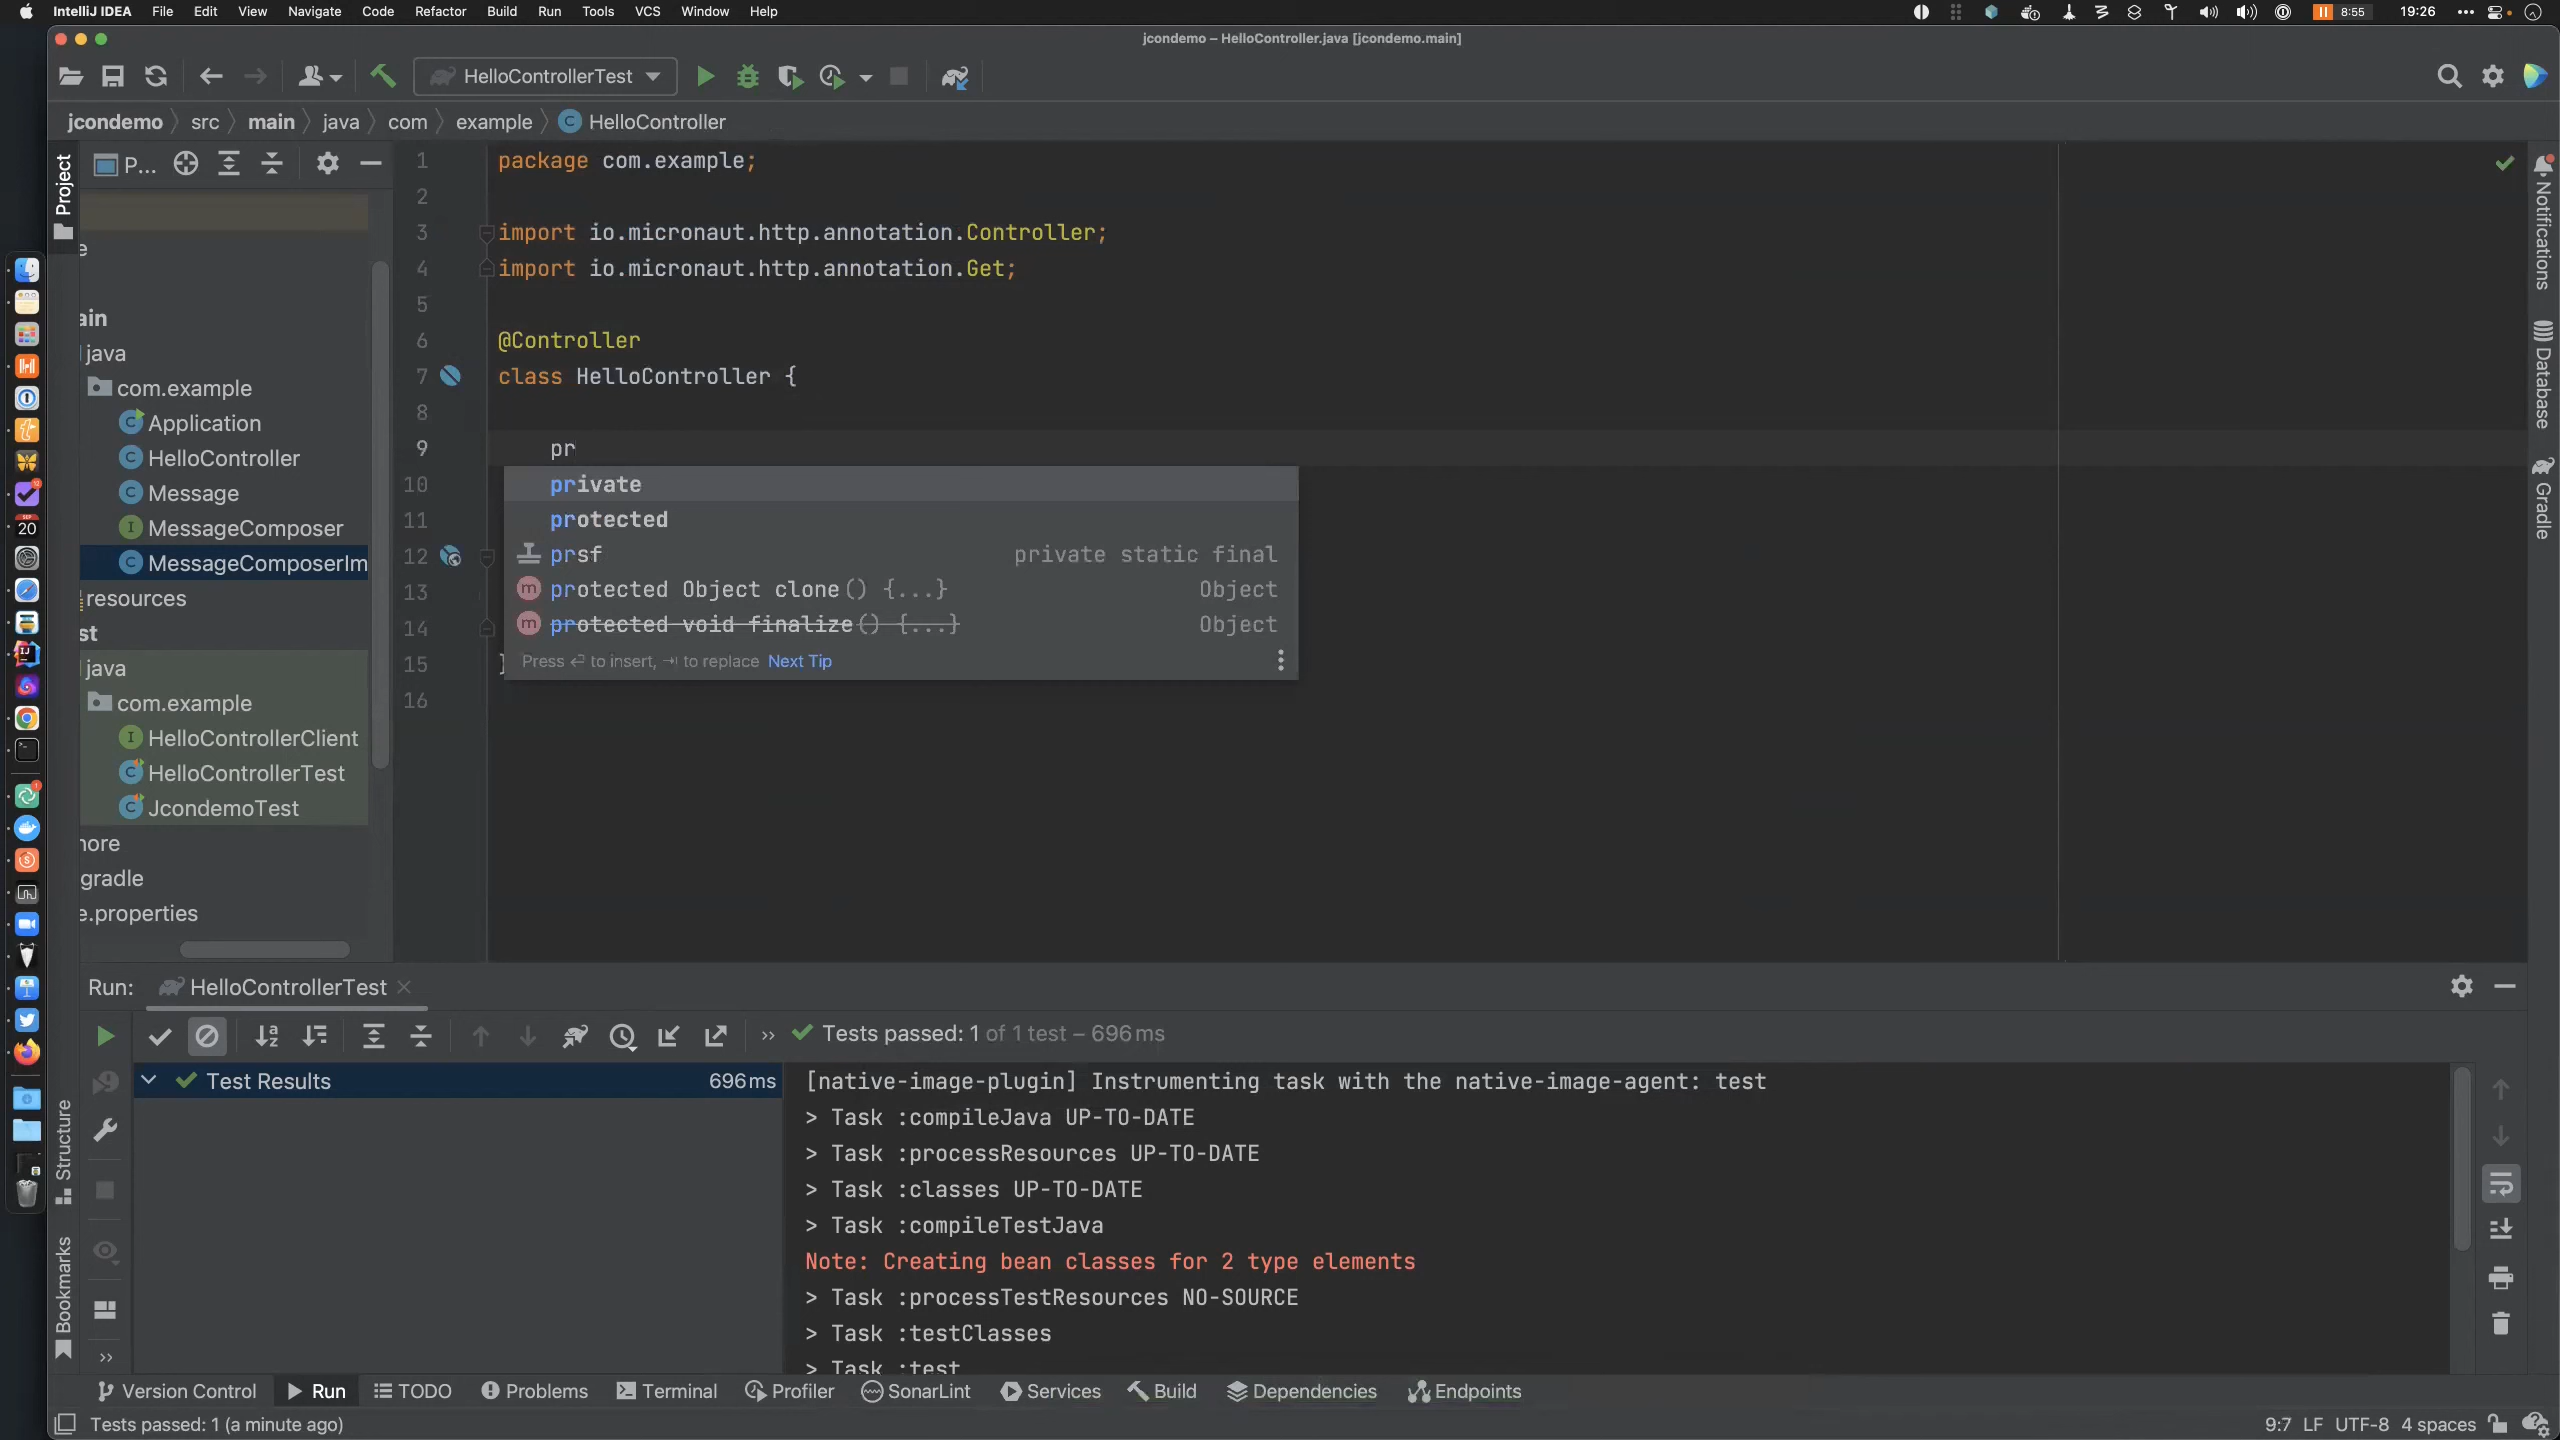 IntelliJ IDEA File Edit View Navigate Code Refactor Build Run Tools VCS Window Help 8:55 19:26
jcondemo – HelloController.java [jcondemo.main]
HelloControllerTest
jcondemo src main java com example HelloController
Project
P...
e
ain
java
com.example
Application
HelloController
Message
MessageComposer
MessageComposerIm
resources
st
java
com.example
HelloControllerClient
HelloControllerTest
JcondemoTest
nore
gradle
e.properties
1 package com.example;
2
3 import io.micronaut.http.annotation.Controller;
4 import io.micronaut.http.annotation.Get;
5
6 @Controller
7 class HelloController {
8
9 pr
10
11
12
13
14
15
16
private
protected
prsf private static final
protected Object clone() {...} Object
protected void finalize() {...} Object
Press ↵ to insert, ⇥ to replace Next Tip
Notifications
Database
Gradle
Run: HelloControllerTest
Tests passed: 1 of 1 test – 696 ms
Test Results 696 ms
[native-image-plugin] Instrumenting task with the native-image-agent: test
> Task :compileJava UP-TO-DATE
> Task :processResources UP-TO-DATE
> Task :classes UP-TO-DATE
> Task :compileTestJava
Note: Creating bean classes for 2 type elements
> Task :processTestResources NO-SOURCE
> Task :testClasses
> Task :test
Structure
Bookmarks
Version Control Run TODO Problems Terminal Profiler SonarLint Services Build Dependencies Endpoints
Tests passed: 1 (a minute ago) 9:7 LF UTF-8 4 spaces